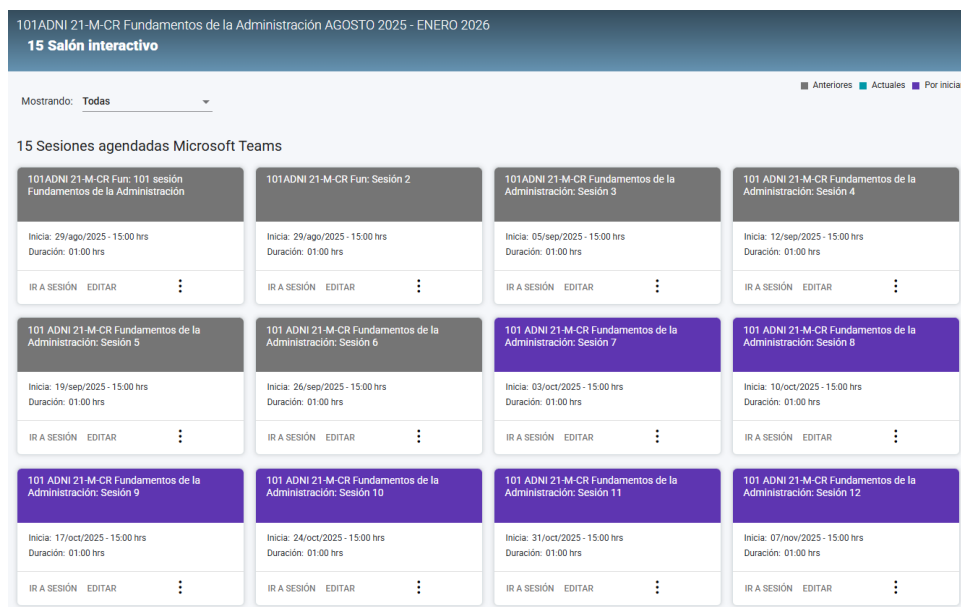 101ADNI 21-M-CR Fundamentos de la Administración AGOSTO 2025 - ENERO 2026
15 Salón interactivo
Anteriores Actuales Por iniciar
Mostrando: Todas
15 Sesiones agendadas Microsoft Teams
101ADNI 21-M-CR Fun: 101 sesión
Fundamentos de la Administración
Inicia: 29/ago/2025 - 15:00 hrs
Duración: 01:00 hrs
IR A SESIÓN EDITAR
101ADNI 21-M-CR Fun: Sesión 2
Inicia: 29/ago/2025 - 15:00 hrs
Duración: 01:00 hrs
IR A SESIÓN EDITAR
101ADNI 21-M-CR Fundamentos de la
Administración: Sesión 3
Inicia: 05/sep/2025 - 15:00 hrs
Duración: 01:00 hrs
IR A SESIÓN EDITAR
101 ADNI 21-M-CR Fundamentos de la
Administración: Sesión 4
Inicia: 12/sep/2025 - 15:00 hrs
Duración: 01:00 hrs
IR A SESIÓN EDITAR
101 ADNI 21-M-CR Fundamentos de la
Administración: Sesión 5
Inicia: 19/sep/2025 - 15:00 hrs
Duración: 01:00 hrs
IR A SESIÓN EDITAR
101 ADNI 21-M-CR Fundamentos de la
Administración: Sesión 6
Inicia: 26/sep/2025 - 15:00 hrs
Duración: 01:00 hrs
IR A SESIÓN EDITAR
101 ADNI 21-M-CR Fundamentos de la
Administración: Sesión 7
Inicia: 03/oct/2025 - 15:00 hrs
Duración: 01:00 hrs
IR A SESIÓN EDITAR
101 ADNI 21-M-CR Fundamentos de la
Administración: Sesión 8
Inicia: 10/oct/2025 - 15:00 hrs
Duración: 01:00 hrs
IR A SESIÓN EDITAR
101 ADNI 21-M-CR Fundamentos de la
Administración: Sesión 9
Inicia: 17/oct/2025 - 15:00 hrs
Duración: 01:00 hrs
IR A SESIÓN EDITAR
101 ADNI 21-M-CR Fundamentos de la
Administración: Sesión 10
Inicia: 24/oct/2025 - 15:00 hrs
Duración: 01:00 hrs
IR A SESIÓN EDITAR
101 ADNI 21-M-CR Fundamentos de la
Administración: Sesión 11
Inicia: 31/oct/2025 - 15:00 hrs
Duración: 01:00 hrs
IR A SESIÓN EDITAR
101 ADNI 21-M-CR Fundamentos de la
Administración: Sesión 12
Inicia: 07/nov/2025 - 15:00 hrs
Duración: 01:00 hrs
IR A SESIÓN EDITAR